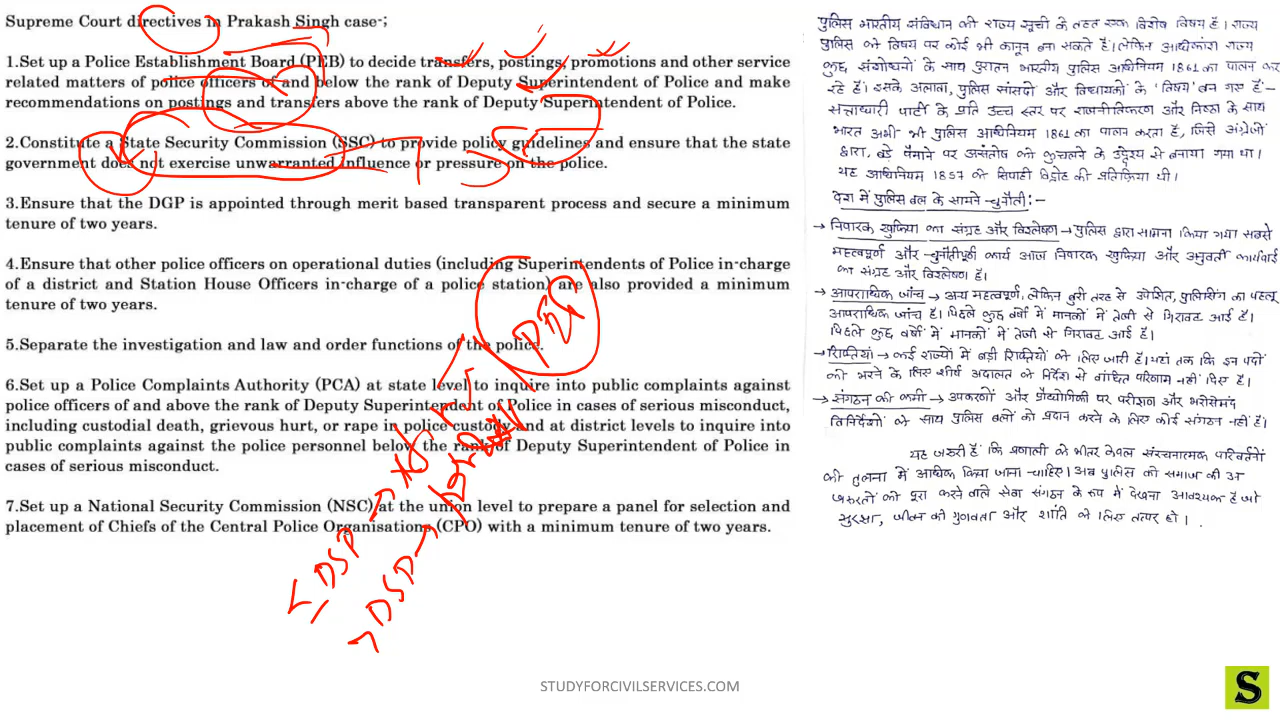 Supreme Court directives in Prakash Singh case-;
1.Set up a Police Establishment Board (PEB) to decide transfers, postings, promotions and other service
related matters of police officers of and below the rank of Deputy Superintendent of Police and make
recommendations on postings and transfers above the rank of Deputy Superintendent of Police.
2.Constitute a State Security Commission (SSC) to provide policy guidelines and ensure that the state
government does not exercise unwarranted influence or pressure on the police.
3.Ensure that the DGP is appointed through merit based transparent process and secure a minimum
tenure of two years.
4.Ensure that other police officers on operational duties (including Superintendents of Police in-charge
of a district and Station House Officers in-charge of a police station) are also provided a minimum
tenure of two years.
5.Separate the investigation and law and order functions of the police.
6.Set up a Police Complaints Authority (PCA) at state level to inquire into public complaints against
police officers of and above the rank of Deputy Superintendent of Police in cases of serious misconduct,
including custodial death, grievous hurt, or rape in police custody and at district levels to inquire into
public complaints against the police personnel below the rank of Deputy Superintendent of Police in
cases of serious misconduct.
7.Set up a National Security Commission (NSC) at the union level to prepare a panel for selection and
placement of Chiefs of the Central Police Organisations (CPO) with a minimum tenure of two years.
≤ DSP →
> DSP →
पुलिस भारतीय संविधान की राज्य सूची के तहत एक विशेष विषय है। राज्य
पुलिस के विषय पर कोई भी कानून बना सकते हैं। लेकिन अधिकांश राज्य
कुछ संशोधनों के साथ पुरातन भारतीय पुलिस अधिनियम 1861 का पालन कर
रहे हैं। इसके अलावा, पुलिस सांसदों और विधायकों के 'विषय' बन गए हैं-
सत्ताधारी पार्टी के प्रति उच्च स्तर पर राजनीतिकरण और निष्ठा के साथ
भारत अभी भी पुलिस अधिनियम 1861 का पालन करता है, जिसे अंग्रेजों
द्वारा, बड़े पैमाने पर असंतोष को कुचलने के उद्देश्य से बनाया गया था।
यह अधिनियम 1857 के सिपाही विद्रोह की प्रतिक्रिया थी।
देश में पुलिस बल के सामने चुनौती:-
→ निवारक खुफिया का संग्रह और विश्लेषण → पुलिस द्वारा सामना किया गया सबसे
महत्वपूर्ण और चुनौतीपूर्ण कार्य आज निवारक खुफिया और अनुवर्ती कार्यवाई
का संग्रह और विश्लेषण है।
→ आपराधिक जाँच → अन्य महत्वपूर्ण, लेकिन बुरी तरह से उपेक्षित, पुलिसिंग का पहलू
आपराधिक जाँच है। पिछले कुछ वर्षों में मानकों में तेजी से गिरावट आई है।
पिछले कुछ वर्षों में मानकों में तेजी से गिरावट आई है।
→ रिक्तियां → कई राज्यों में बड़ी रिक्तियों के लिए जारी है। यहां तक कि इन पदों
को भरने के लिए शीर्ष अदालत के निर्देश से वांछित परिणाम नहीं दिए हैं।
→ संगठन की कमी → उपकरणों और प्रौद्योगिकी पर परीक्षण और भरोसेमंद
विनिर्देशों के साथ पुलिस बलों को प्रदान करने के लिए कोई संगठन नहीं है।
यह जरूरी है कि प्रणाली के भीतर केवल संरचनात्मक परिवर्तनों
की तुलना में अधिक किया जाना चाहिए। अब पुलिस को समाज की
जरूरतों को पूरा करने वाले सेवा संगठन के रूप में देखना आवश्यक है जो
सुरक्षा, जीवन की गुणवता और शांति के लिए तत्पर हो।
STUDYFORCIVILSERVICES.COM
S